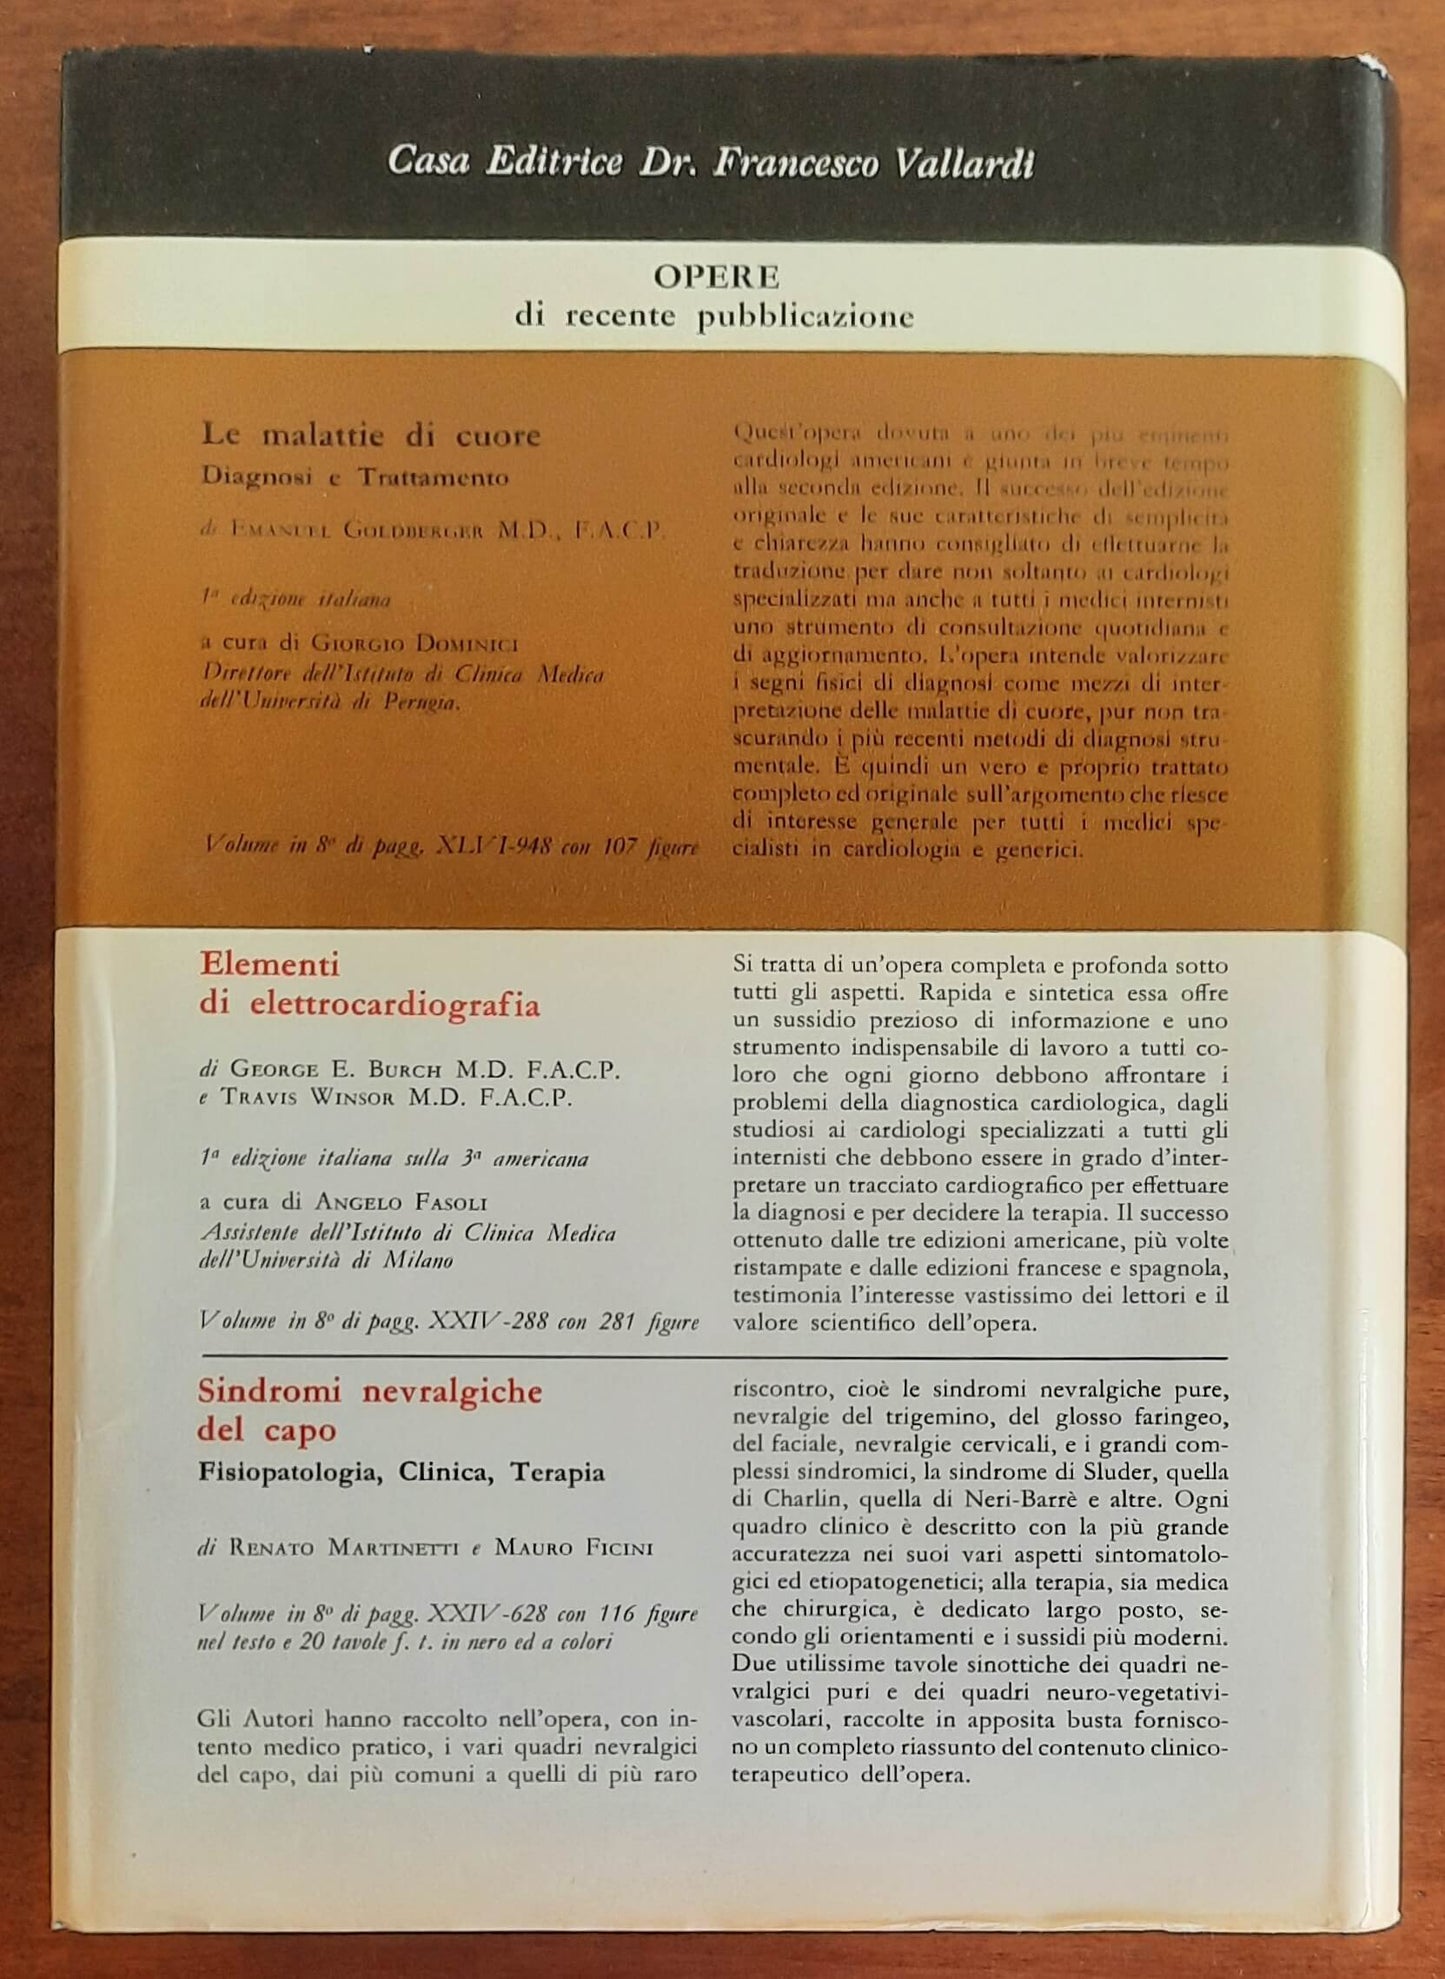 Casa Editrice Dr. Francesco Vallardi
OPERE
di recente pubblicazione
Le malattie di cuore
Diagnosi e Trattamento
di EMANUEL GOLDBERGER M.D., F.A.C.P.
1ª edizione italiana
a cura di GIORGIO DOMINICI
Direttore dell'Istituto di Clinica Medica
dell'Università di Perugia.
Volume in 8º di pagg. XLVI-948 con 107 figure
Quest'opera dovuta a uno dei più eminenti
cardiologi americani è giunta in breve tempo
alla seconda edizione. Il successo dell'edizione
originale e le sue caratteristiche di semplicità
e chiarezza hanno consigliato di effettuarne la
traduzione per dare non soltanto ai cardiologi
specializzati ma anche a tutti i medici internisti
uno strumento di consultazione quotidiana e
di aggiornamento. L'opera intende valorizzare
i segni fisici di diagnosi come mezzi di inter-
pretazione delle malattie di cuore, pur non tra-
scurando i più recenti metodi di diagnosi stru-
mentale. È quindi un vero e proprio trattato
completo ed originale sull'argomento che riesce
di interesse generale per tutti i medici spe-
cialisti in cardiologia e generici.
Elementi
di elettrocardiografia
di GEORGE E. BURCH M.D. F.A.C.P.
e TRAVIS WINSOR M.D. F.A.C.P.
1ª edizione italiana sulla 3ª americana
a cura di ANGELO FASOLI
Assistente dell'Istituto di Clinica Medica
dell'Università di Milano
Volume in 8º di pagg. XXIV-288 con 281 figure
Si tratta di un'opera completa e profonda sotto
tutti gli aspetti. Rapida e sintetica essa offre
un sussidio prezioso di informazione e uno
strumento indispensabile di lavoro a tutti co-
loro che ogni giorno debbono affrontare i
problemi della diagnostica cardiologica, dagli
studiosi ai cardiologi specializzati a tutti gli
internisti che debbono essere in grado d'inter-
pretare un tracciato cardiografico per effettuare
la diagnosi e per decidere la terapia. Il successo
ottenuto dalle tre edizioni americane, più volte
ristampate e dalle edizioni francese e spagnola,
testimonia l'interesse vastissimo dei lettori e il
valore scientifico dell'opera.
Sindromi nevralgiche
del capo
Fisiopatologia, Clinica, Terapia
di RENATO MARTINETTI e MAURO FICINI
Volume in 8º di pagg. XXIV-628 con 116 figure
nel testo e 20 tavole f. t. in nero ed a colori
Gli Autori hanno raccolto nell'opera, con in-
tento medico pratico, i vari quadri nevralgici
del capo, dai più comuni a quelli di più raro
riscontro, cioè le sindromi nevralgiche pure,
nevralgie del trigemino, del glosso faringeo,
del faciale, nevralgie cervicali, e i grandi com-
plessi sindromici, la sindrome di Sluder, quella
di Charlin, quella di Neri-Barrè e altre. Ogni
quadro clinico è descritto con la più grande
accuratezza nei suoi vari aspetti sintomatolo-
gici ed etiopatogenetici; alla terapia, sia medica
che chirurgica, è dedicato largo posto, se-
condo gli orientamenti e i sussidi più moderni.
Due utilissime tavole sinottiche dei quadri ne-
vralgici puri e dei quadri neuro-vegetativi-
vascolari, raccolte in apposita busta fornisco-
no un completo riassunto del contenuto clinico-
terapeutico dell'opera.